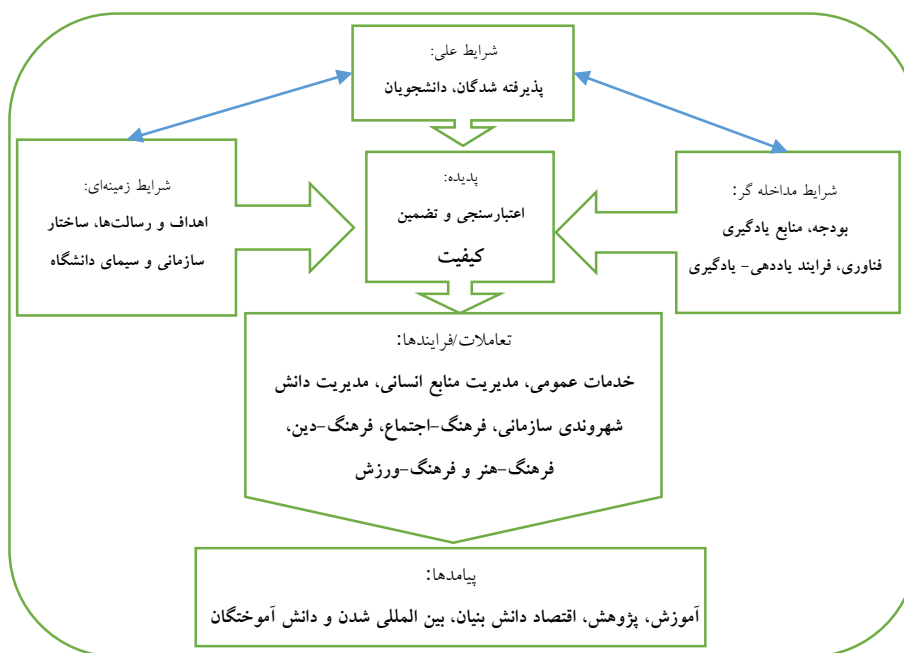 شرایط علی:
پذیرفته شدگان، دانشجویان
شرایط مداخله گر:
بودجه، منابع یادگیری
فناوری، فرایند یاددهی- یادگیری
پدیده:
اعتبارسنجی و تضمین
کیفیت
شرایط زمینه‌ای:
اهداف و رسالت‌ها، ساختار
سازمانی و سیمای دانشگاه
تعاملات/فرایندها:
خدمات عمومی، مدیریت منابع انسانی، مدیریت دانش
شهروندی سازمانی، فرهنگ-اجتماع، فرهنگ-دین،
فرهنگ-هنر و فرهنگ-ورزش
پیامدها:
آموزش، پژوهش، اقتصاد دانش بنیان، بین المللی شدن و دانش آموختگان